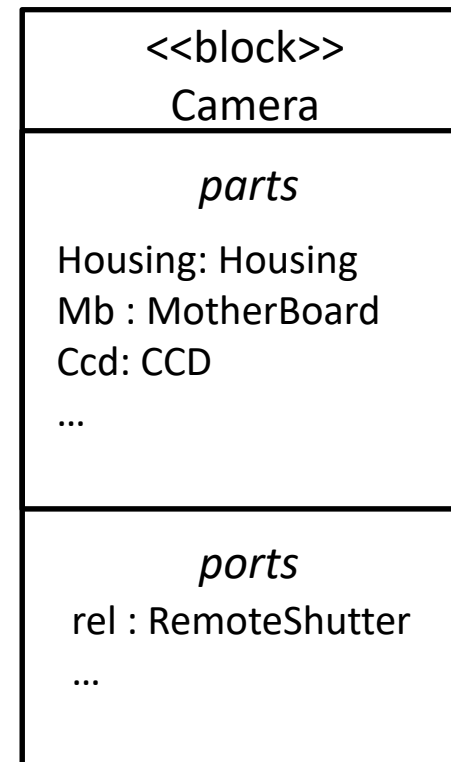 <<block>>
Camera
parts
Housing: Housing
Mb : MotherBoard
Ccd: CCD
…
ports
rel : RemoteShutter
…